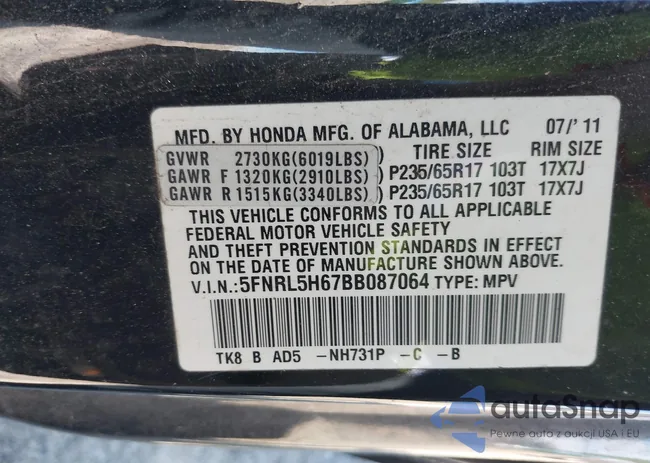 MFD. BY HONDA MFG. OF ALABAMA, LLC 07/'11
GVWR 2730KG(6019LBS) TIRE SIZE RIM SIZE
GAWR F 1320KG(2910LBS) P235/65R17 103T 17X7J
GAWR R 1515KG(3340LBS) P235/65R17 103T 17X7J
THIS VEHICLE CONFORMS TO ALL APPLICABLE
FEDERAL MOTOR VEHICLE SAFETY
AND THEFT PREVENTION STANDARDS IN EFFECT
ON THE DATE OF MANUFACTURE SHOWN ABOVE.
V.I.N.:5FNRL5H67BB087064 TYPE: MPV
TK8 B AD5 -NH731P -C -B
autoSnap
Pewne auta z aukcji USA i EU